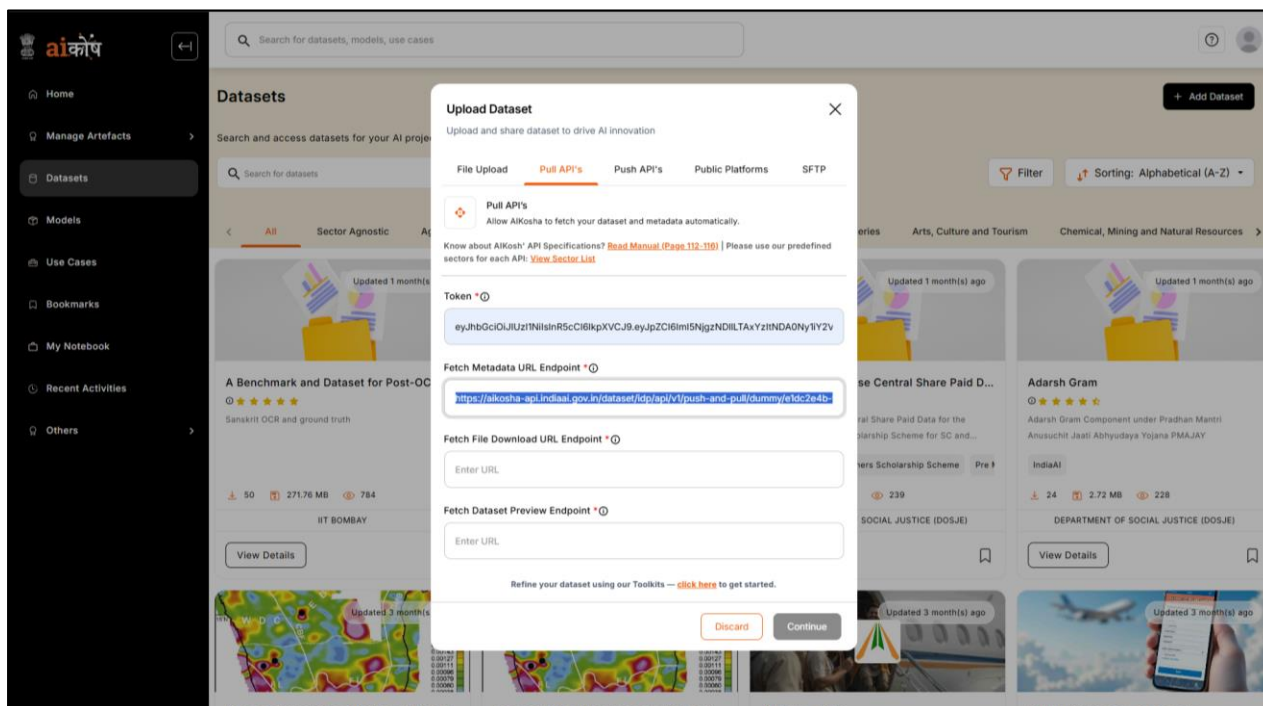 aiकोष
Search for datasets, models, use cases
Home
Manage Artefacts
Datasets
Models
Use Cases
Bookmarks
My Notebook
Recent Activities
Others
Datasets
+ Add Dataset
Search and access datasets for your AI proje
Search for datasets
Filter
Sorting: Alphabetical (A-Z)
All Sector Agnostic Ag
eries Arts, Culture and Tourism Chemical, Mining and Natural Resources
Upload Dataset
Upload and share dataset to drive AI innovation
File Upload Pull API's Push API's Public Platforms SFTP
Pull API's
Allow AIKosha to fetch your dataset and metadata automatically.
Know about AIKosh' API Specifications? Read Manual (Page 112-116) | Please use our predefined
sectors for each API: View Sector List
Token *
Fetch Metadata URL Endpoint *
https://aikosha-api.indiaai.gov.in/dataset/idp/api/v1/push-and-pull/dummy/e1dc2e4b-
Fetch File Download URL Endpoint *
Enter URL
Fetch Dataset Preview Endpoint *
Enter URL
Refine your dataset using our Toolkits — click here to get started.
Discard
Continue
Updated 1 month(s
A Benchmark and Dataset for Post-OC
Sanskrit OCR and ground truth
50 271.76 MB 784
IIT BOMBAY
View Details
Updated 1 month(s) ago
se Central Share Paid D...
ral Share Paid Data for the
olarship Scheme for SC and...
ners Scholarship Scheme Pre M
239
SOCIAL JUSTICE (DOSJE)
Updated 1 month(s) ago
Adarsh Gram
Adarsh Gram Component under Pradhan Mantri
Anusuchit Jaati Abhyudaya Yojana PMAJAY
IndiaAI
24 2.72 MB 228
DEPARTMENT OF SOCIAL JUSTICE (DOSJE)
View Details
Updated 3 month(s
Updated 3 month(s) ago
Updated 3 month(s) ago